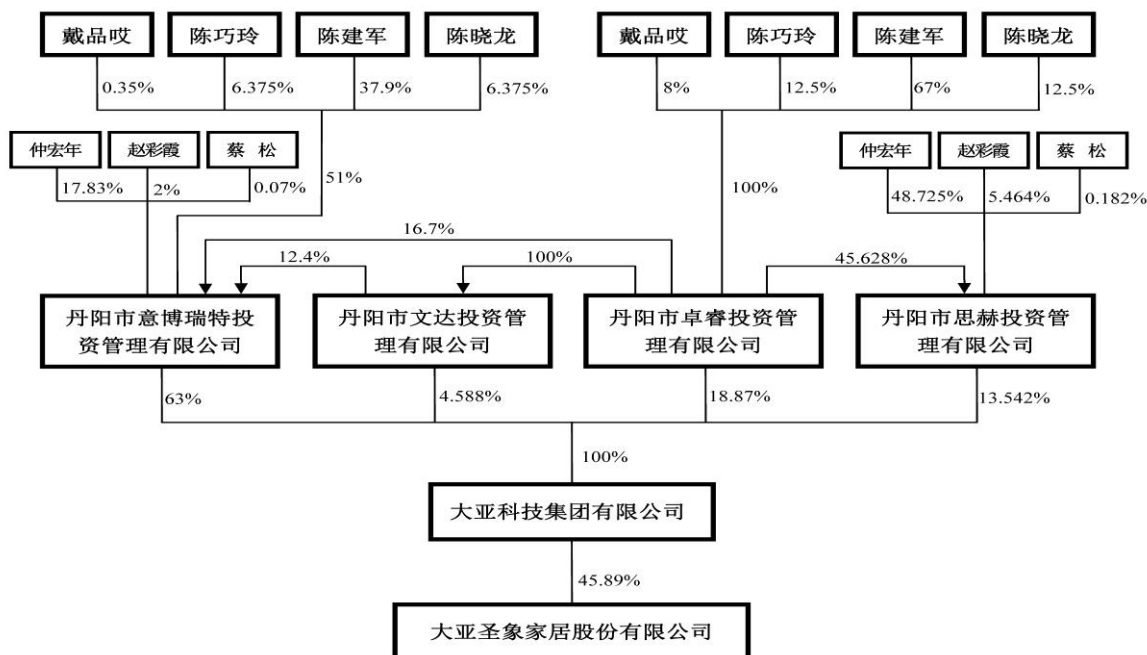 戴品哎 陈巧玲 陈建军 陈晓龙 戴品哎 陈巧玲 陈建军 陈晓龙
0.35% 6.375% 37.9% 6.375% 8% 12.5% 67% 12.5%
仲宏年 赵彩霞 蔡 松 仲宏年 赵彩霞 蔡 松
17.83% 2% 0.07% 51% 100% 48.725% 5.464% 0.182%
16.7%
12.4% 100% 45.628%
丹阳市意博瑞特投
资管理有限公司
丹阳市文达投资管
理有限公司
丹阳市卓睿投资管
理有限公司
丹阳市思赫投资管
理有限公司
63% 4.588% 18.87% 13.542%
100%
大亚科技集团有限公司
45.89%
大亚圣象家居股份有限公司